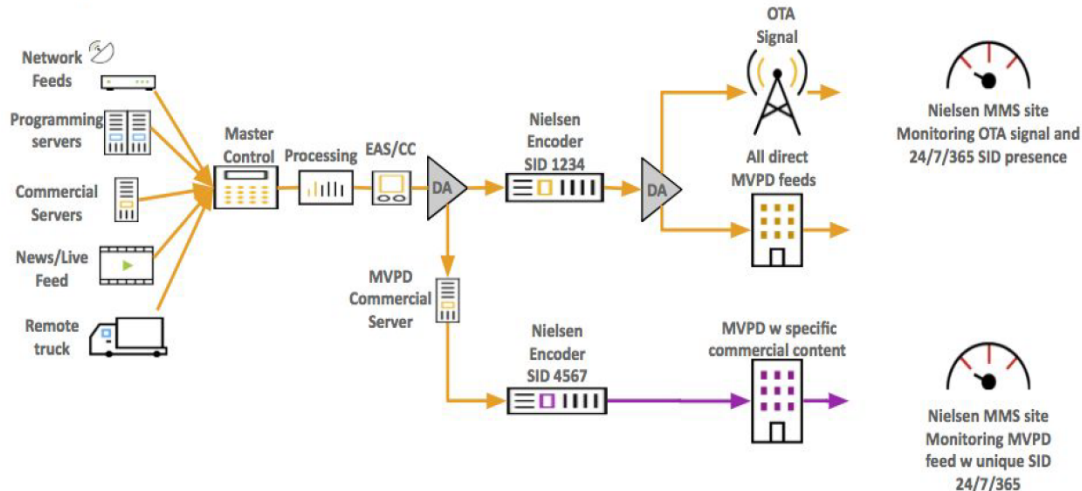 Network
Feeds
Programming
servers
Commercial
Servers
News/Live
Feed
Remote
truck
Master
Control
Processing
EAS/CC
DA
MVPD
Commercial
Server
Nielsen
Encoder
SID 1234
DA
Nielsen
Encoder
SID 4567
OTA
Signal
All direct
MVPD feeds
MVPD w specific
commercial content
Nielsen MMS site
Monitoring OTA signal and
24/7/365 SID presence
Nielsen MMS site
Monitoring MVPD
feed w unique SID
24/7/365